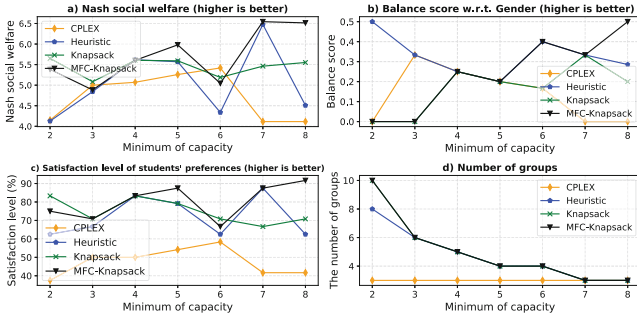 a) Nash social welfare (higher is better)
Nash social welfare
6.5
6.0
5.5
5.0
4.5
4.0
CPLEX
Heuristic
Knapsack
MFC-Knapsack
2 3 4 5 6 7 8
Minimum of capacity
b) Balance score w.r.t. Gender (higher is better)
Balance score
0.5
0.4
0.3
0.2
0.1
0.0
CPLEX
Heuristic
Knapsack
MFC-Knapsack
2 3 4 5 6 7 8
Minimum of capacity
c) Satisfaction level of students' preferences (higher is better)
Satisfaction level (%)
90
80
70
60
50
40
CPLEX
Heuristic
Knapsack
MFC-Knapsack
2 3 4 5 6 7 8
Minimum of capacity
d) Number of groups
The number of groups
10
8
6
4
CPLEX
Heuristic
Knapsack
MFC-Knapsack
2 3 4 5 6 7 8
Minimum of capacity